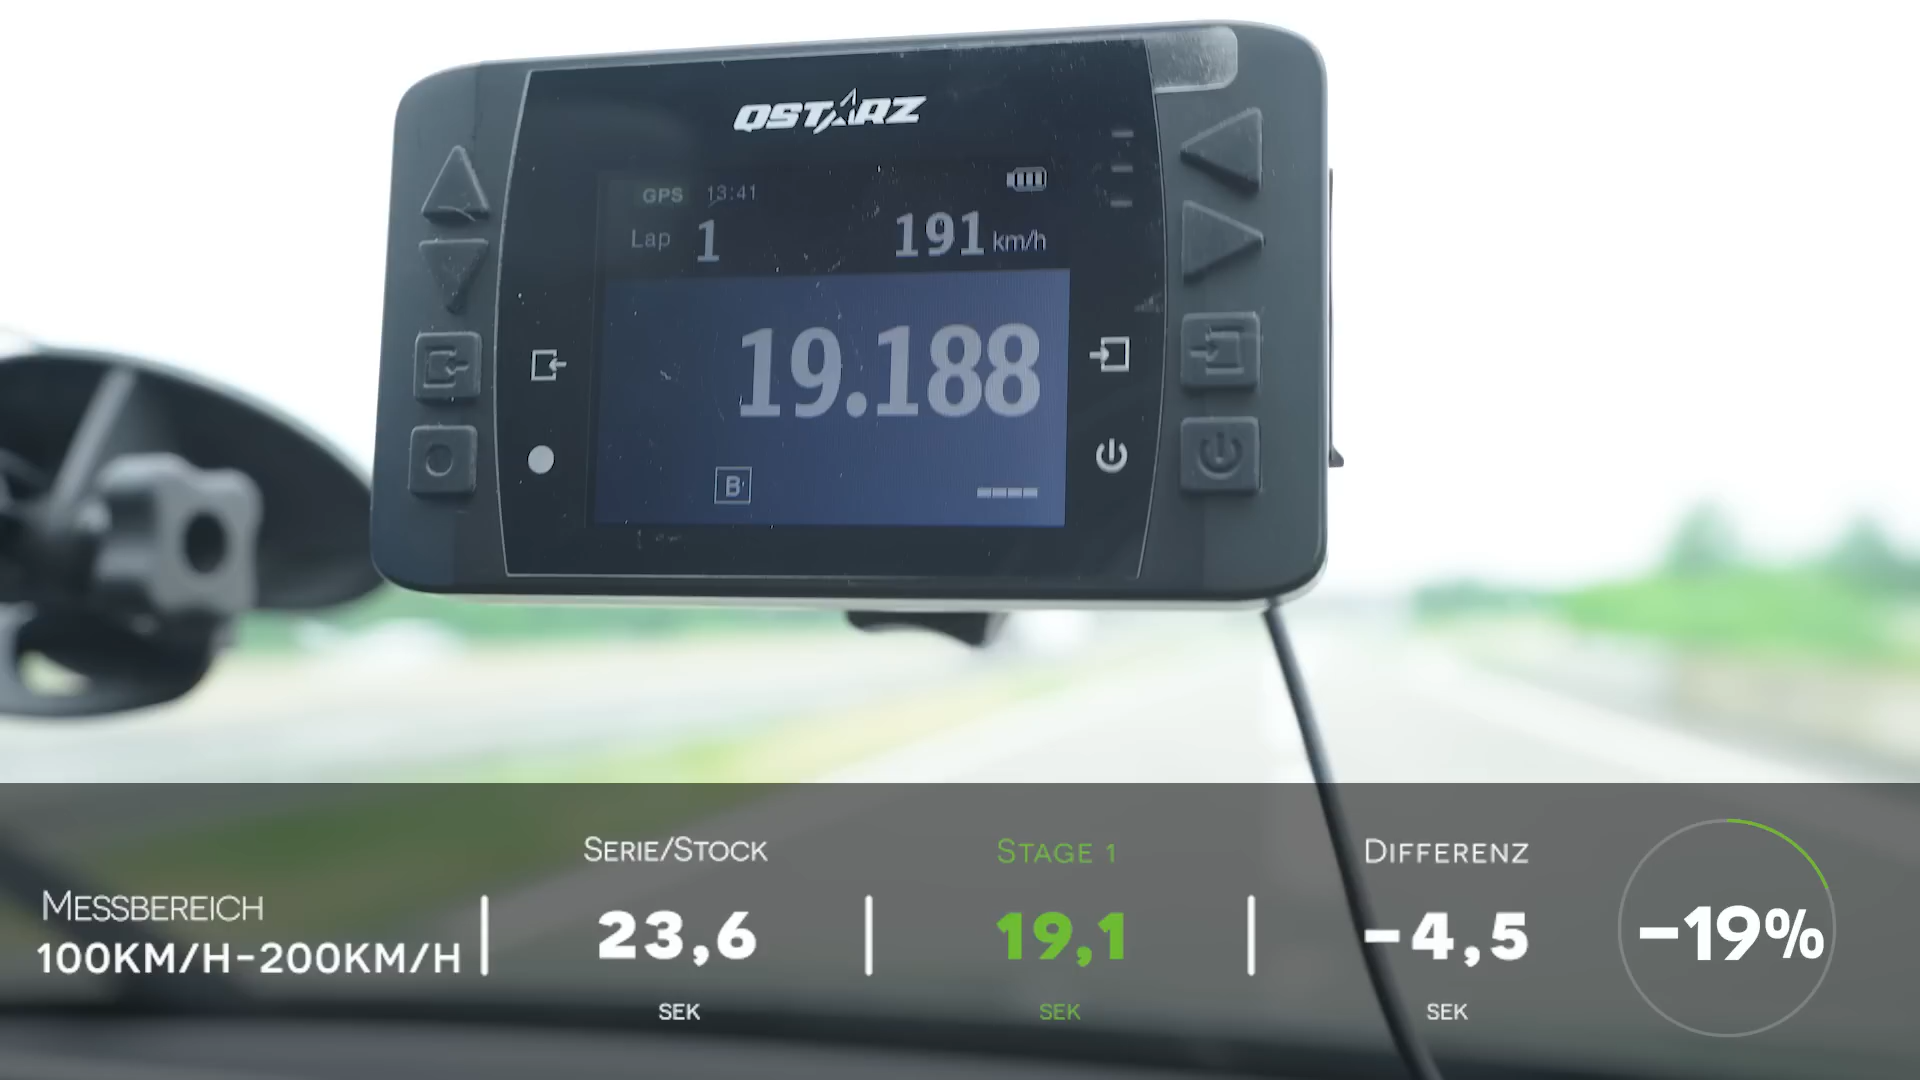 QSTARZ
GPS 13:41
Lap 1 191 km/h
19.188
B
----
SERIE/STOCK
STAGE 1
DIFFERENZ
MESSBEREICH
100KM/H-200KM/H
23,6
19,1
-4,5
-19%
SEK
SEK
SEK